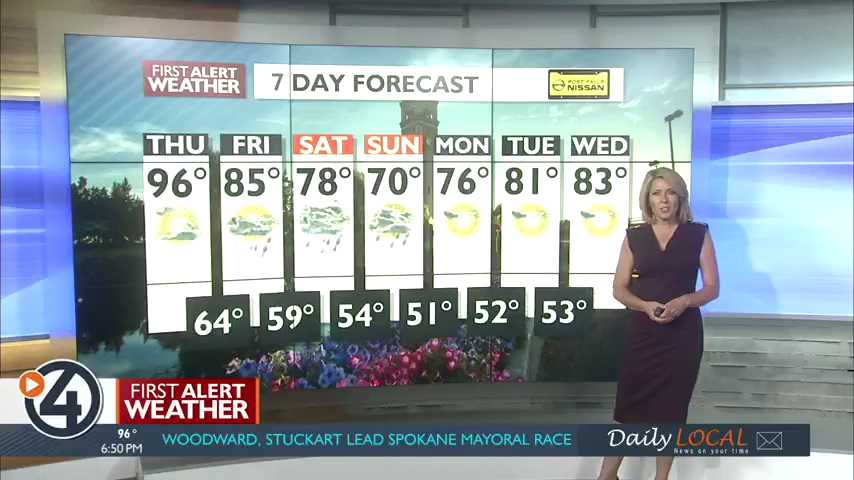 FIRST ALERT
WEATHER
7 DAY FORECAST
POST FALLS
NISSAN
THU FRI SAT SUN MON TUE WED
96° 85° 78° 70° 76° 81° 83°
64° 59° 54° 51° 52° 53°
4
FIRST ALERT
WEATHER
96°
6:50 PM
WOODWARD, STUCKART LEAD SPOKANE MAYORAL RACE
Daily LOCAL
News on your time